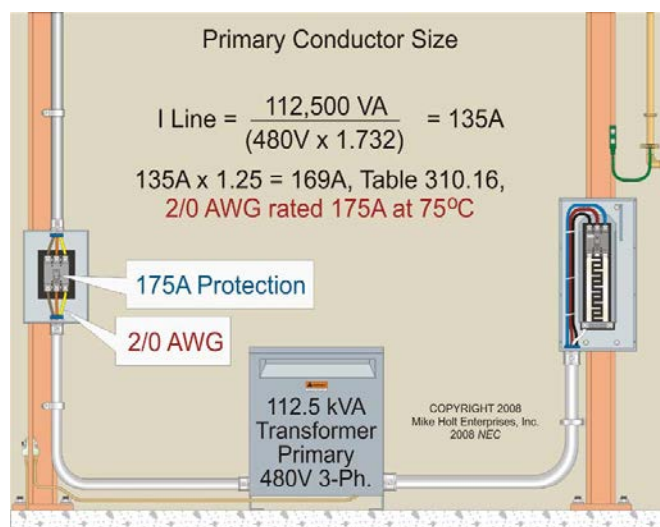 Primary Conductor Size
I Line = 112,500 VA / (480V x 1.732) = 135A
135A x 1.25 = 169A, Table 310.16,
2/0 AWG rated 175A at 75ºC
175A Protection
2/0 AWG
112.5 kVA
Transformer
Primary
480V 3-Ph.
COPYRIGHT 2008
Mike Holt Enterprises, Inc.
2008 NEC